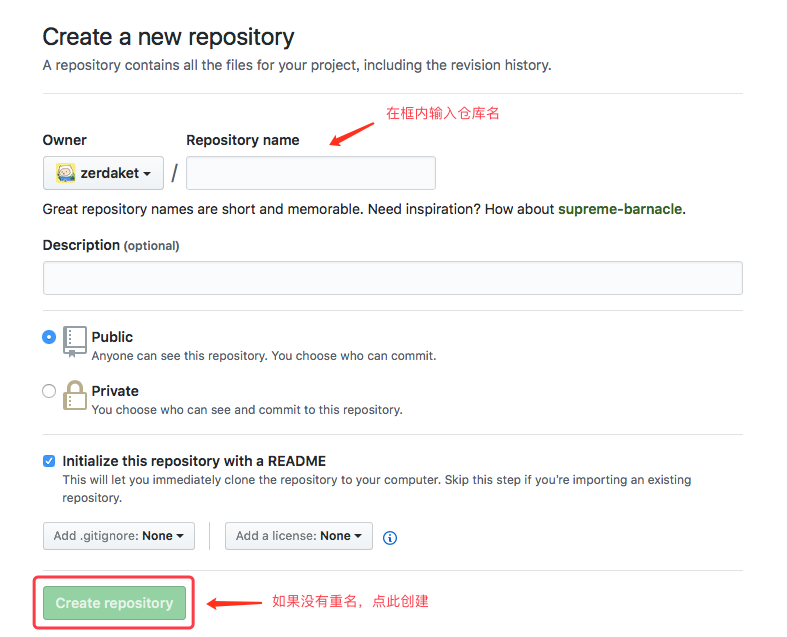 Create a new repository
A repository contains all the files for your project, including the revision history.
在框内输入仓库名
Owner
Repository name
zerdaket
/
Great repository names are short and memorable. Need inspiration? How about supreme-barnacle.
Description (optional)
Public
Anyone can see this repository. You choose who can commit.
Private
You choose who can see and commit to this repository.
Initialize this repository with a README
This will let you immediately clone the repository to your computer. Skip this step if you're importing an existing
repository.
Add .gitignore: None
Add a license: None
Create repository
如果没有重名，点此创建